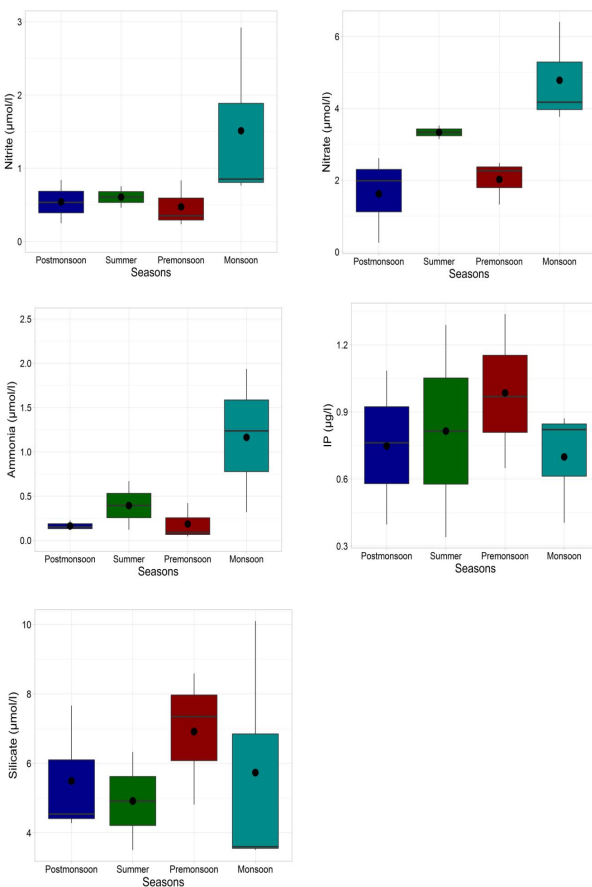 Nitrite (µmol/l)
3
2
1
0
Postmonsoon Summer Premonsoon Monsoon
Seasons
Nitrate (µmol/l)
6
4
2
0
Postmonsoon Summer Premonsoon Monsoon
Seasons
Ammonia (µmol/l)
2.5
2.0
1.5
1.0
0.5
0.0
Postmonsoon Summer Premonsoon Monsoon
Seasons
IP (µg/l)
1.2
0.9
0.6
0.3
Postmonsoon Summer Premonsoon Monsoon
Seasons
Silicate (µmol/l)
10
8
6
4
Postmonsoon Summer Premonsoon Monsoon
Seasons